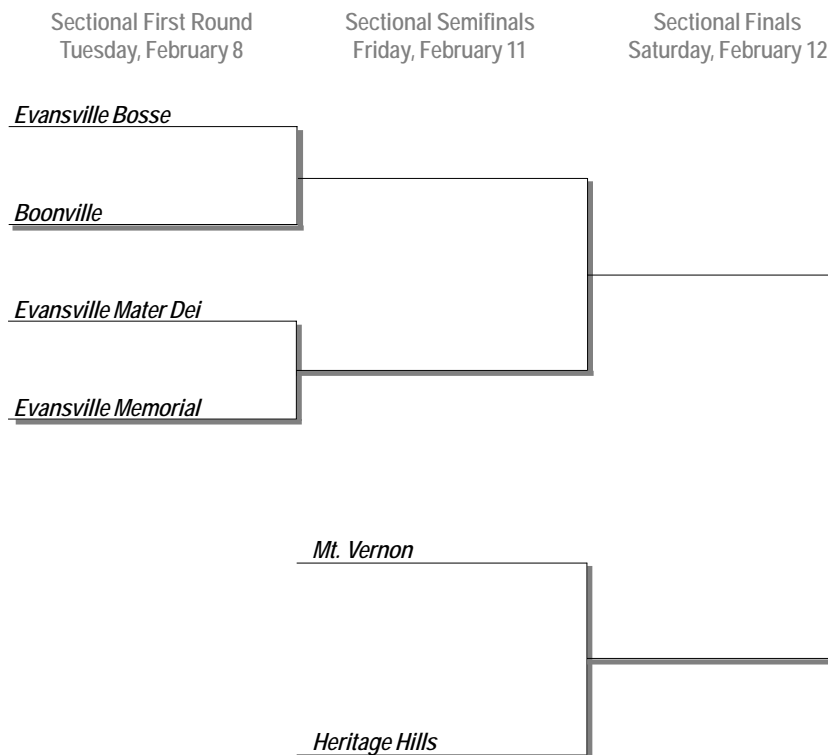 Sectional First Round
Tuesday, February 8
Sectional Semifinals
Friday, February 11
Sectional Finals
Saturday, February 12
Evansville Bosse
Boonville
Evansville Mater Dei
Evansville Memorial
Mt. Vernon
Heritage Hills